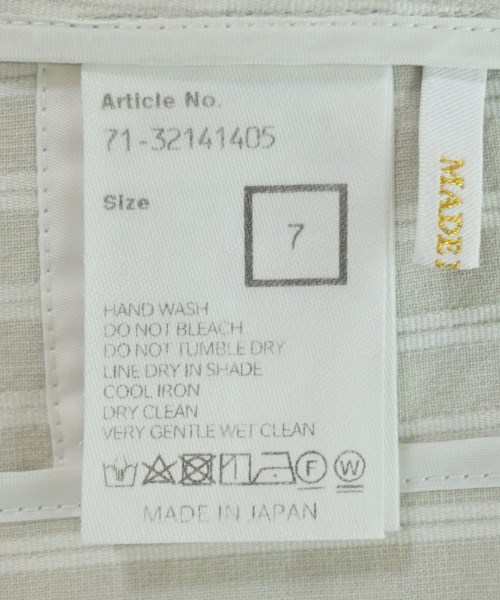 Article No.
71-32141405
Size
7
HAND WASH
DO NOT BLEACH
DO NOT TUMBLE DRY
LINE DRY IN SHADE
COOL IRON
DRY CLEAN
VERY GENTLE WET CLEAN
F W
MADE IN JAPAN
MADE